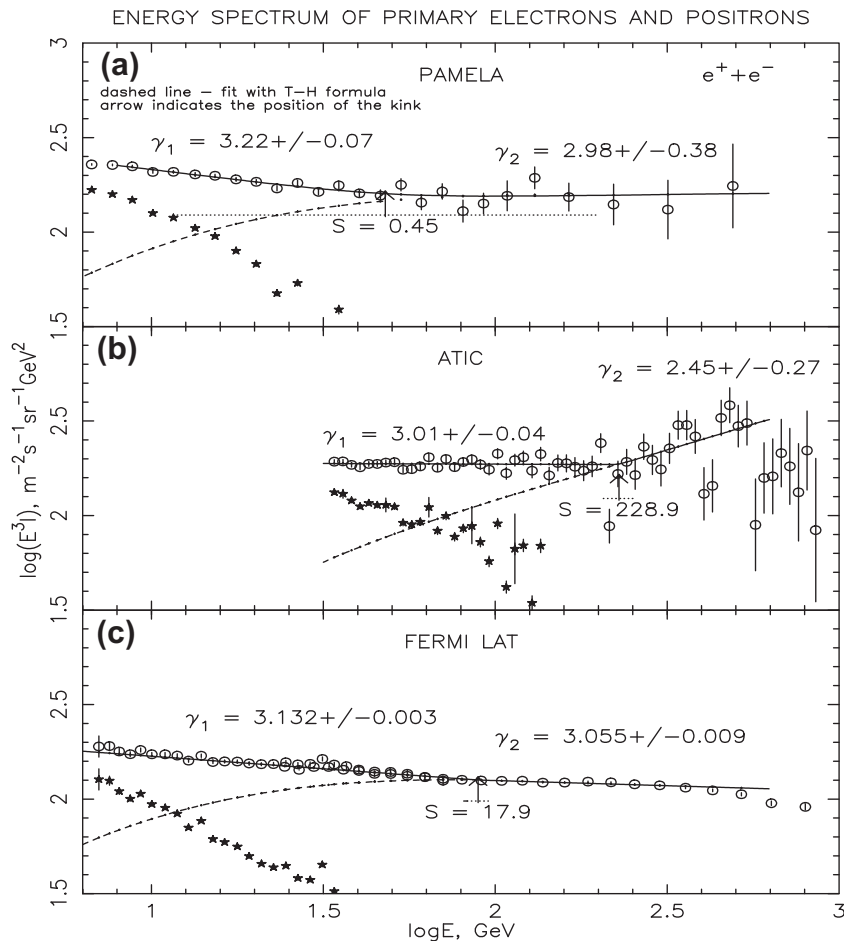 ENERGY SPECTRUM OF PRIMARY ELECTRONS AND POSITRONS
3
(a)
PAMELA
e⁺+e⁻
dashed line – fit with T–H formula
arrow indicates the position of the kink
γ₁ = 3.22+/−0.07
γ₂ = 2.98+/−0.38
2.5
2
S = 0.45
1.5
(b)
ATIC
γ₂ = 2.45+/−0.27
γ₁ = 3.01+/−0.04
2.5
2
S = 228.9
log(E³I), m⁻²s⁻¹sr⁻¹GeV²
1.5
(c)
FERMI LAT
γ₁ = 3.132+/−0.003
γ₂ = 3.055+/−0.009
2.5
2
S = 17.9
1.5
1 1.5 2 2.5 3
logE, GeV